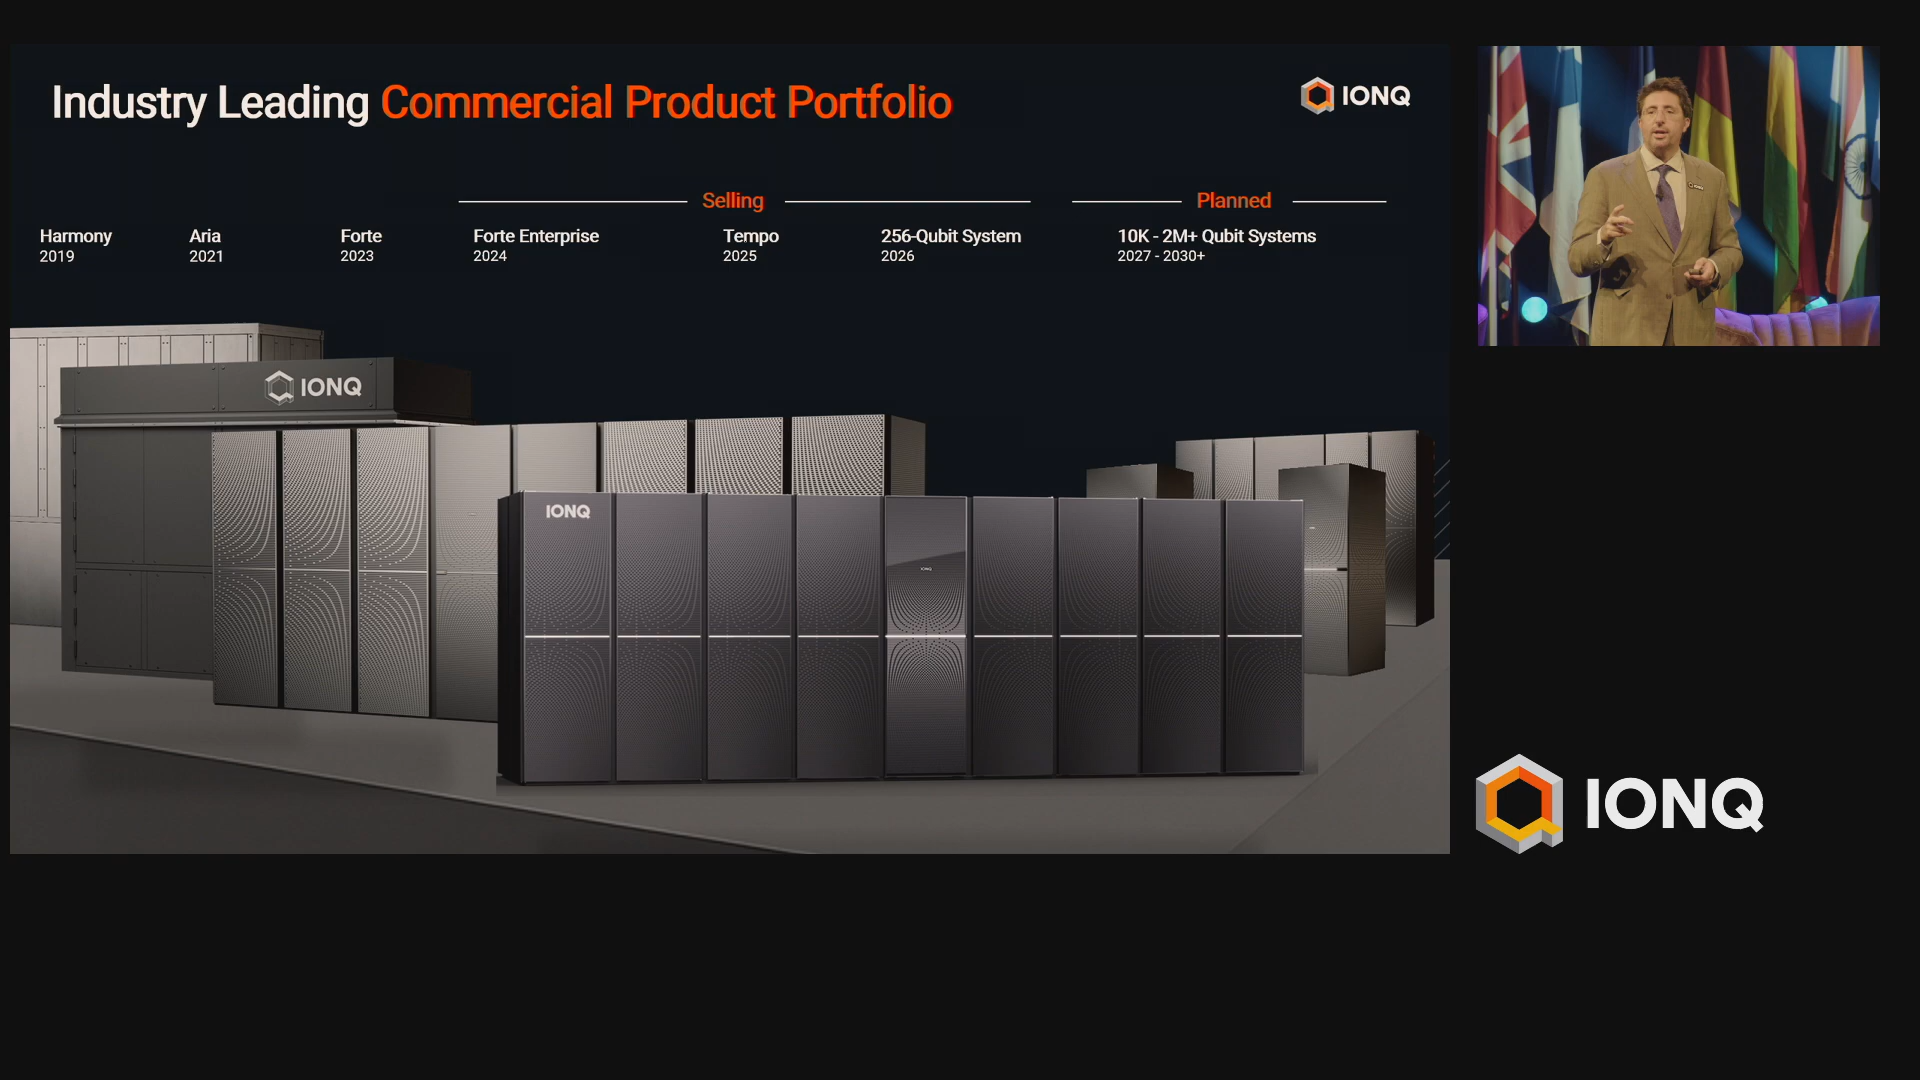 Industry Leading Commercial Product Portfolio
IONQ
Selling
Planned
Harmony
2019
Aria
2021
Forte
2023
Forte Enterprise
2024
Tempo
2025
256-Qubit System
2026
10K - 2M+ Qubit Systems
2027 - 2030+
IONQ
IONQ
IONQ
IONQ